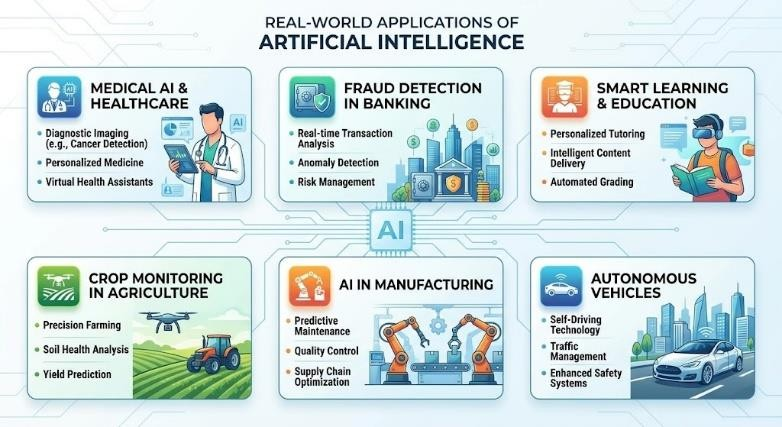 REAL-WORLD APPLICATIONS OF
ARTIFICIAL INTELLIGENCE
MEDICAL AI &
HEALTHCARE
Diagnostic Imaging
(e.g., Cancer Detection)
Personalized Medicine
Virtual Health Assistants
AI
AI
FRAUD DETECTION
IN BANKING
Real-time Transaction
Analysis
Anomaly Detection
Risk Management
$
$
SMART LEARNING
& EDUCATION
Personalized Tutoring
Intelligent Content
Delivery
Automated Grading
AI
CROP MONITORING
IN AGRICULTURE
Precision Farming
Soil Health Analysis
Yield Prediction
AI IN MANUFACTURING
Predictive
Maintenance
Quality Control
Supply Chain
Optimization
AUTONOMOUS
VEHICLES
Self-Driving
Technology
Traffic
Management
Enhanced Safety
Systems